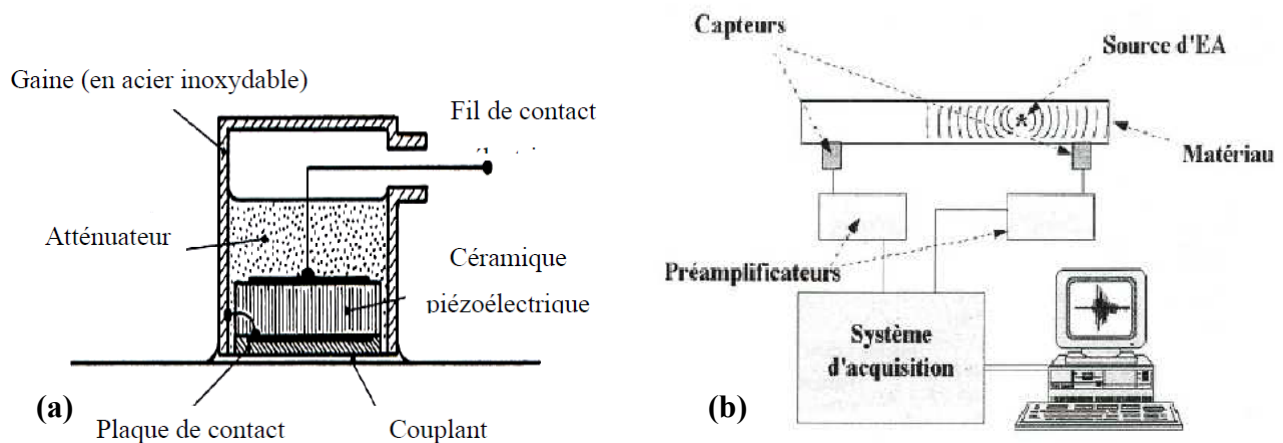 Gaine (en acier inoxydable)
Fil de contact
Atténuateur
Céramique
piézoélectrique
(a)
Plaque de contact
Couplant
Capteurs
Source d'EA
Matériau
Préamplificateurs
Système
d'acquisition
(b)